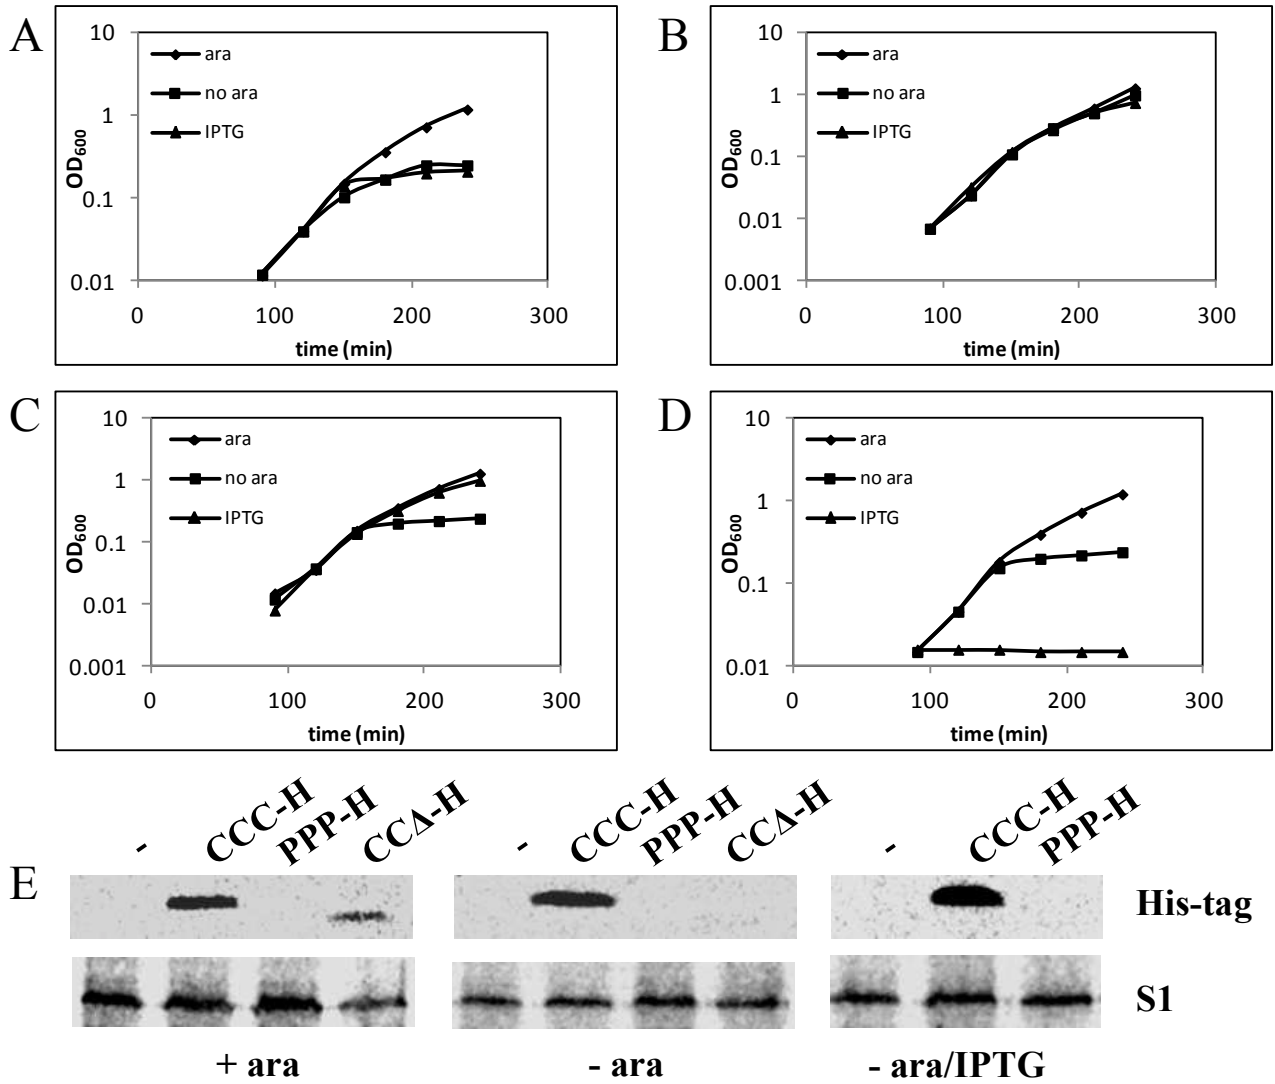 A
10
1
0.1
0.01
OD600
ara
no ara
IPTG
0 100 200 300
time (min)
B
10
1
0.1
0.01
0.001
OD600
ara
no ara
IPTG
0 100 200 300
time (min)
C
10
1
0.1
0.01
0.001
OD600
ara
no ara
IPTG
0 100 200 300
time (min)
D
10
1
0.1
0.01
OD600
ara
no ara
IPTG
0 100 200 300
time (min)
E
- CCC-H PPP-H CCΔ-H
- CCC-H PPP-H CCΔ-H
- CCC-H PPP-H
His-tag
S1
+ ara
- ara
- ara/IPTG